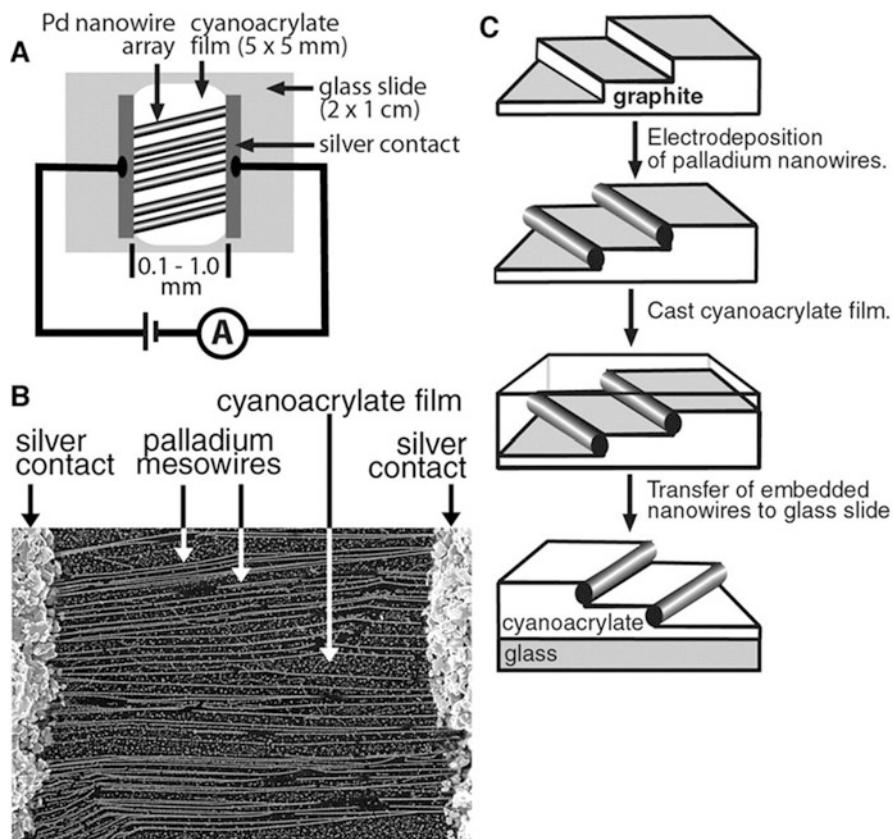 A
Pd nanowire
array
cyanoacrylate
film (5 x 5 mm)
glass slide
(2 x 1 cm)
silver contact
0.1 - 1.0
mm
A
B
cyanoacrylate film
silver
contact
palladium
mesowires
silver
contact
C
graphite
Electrodeposition
of palladium nanowires.
Cast cyanoacrylate film.
Transfer of embedded
nanowires to glass slide
cyanoacrylate
glass